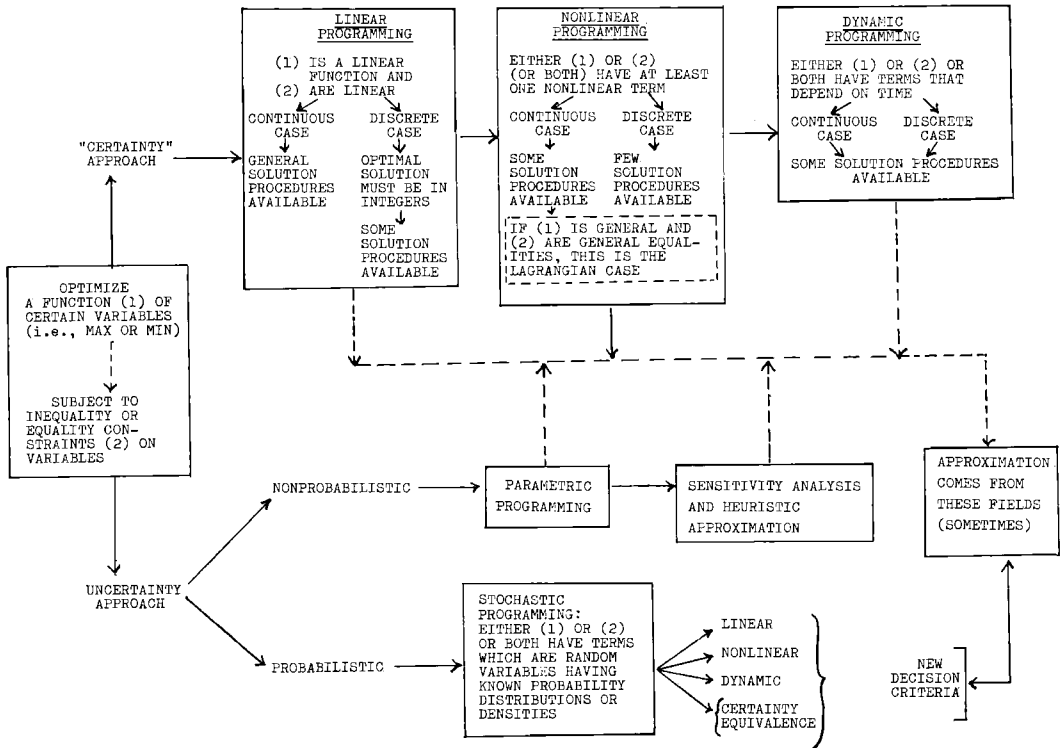 LINEAR
PROGRAMMING
(1) IS A LINEAR
FUNCTION AND
(2) ARE LINEAR
CONTINUOUS
CASE
DISCRETE
CASE
GENERAL
SOLUTION
PROCEDURES
AVAILABLE
OPTIMAL
SOLUTION
MUST BE IN
INTEGERS
SOME
SOLUTION
PROCEDURES
AVAILABLE
NONLINEAR
PROGRAMMING
EITHER (1) OR (2)
(OR BOTH) HAVE AT LEAST
ONE NONLINEAR TERM
CONTINUOUS
CASE
DISCRETE
CASE
SOME
SOLUTION
PROCEDURES
AVAILABLE
FEW
SOLUTION
PROCEDURES
AVAILABLE
IF (1) IS GENERAL AND
(2) ARE GENERAL EQUAL-
ITIES, THIS IS THE
LAGRANGIAN CASE
DYNAMIC
PROGRAMMING
EITHER (1) OR (2) OR
BOTH HAVE TERMS THAT
DEPEND ON TIME
CONTINUOUS
CASE
DISCRETE
CASE
SOME SOLUTION PROCEDURES
AVAILABLE
"CERTAINTY"
APPROACH
OPTIMIZE
A FUNCTION (1) OF
CERTAIN VARIABLES
(i.e., MAX OR MIN)
SUBJECT TO
INEQUALITY OR
EQUALITY CON-
STRAINTS (2) ON
VARIABLES
UNCERTAINTY
APPROACH
NONPROBABILISTIC
PARAMETRIC
PROGRAMMING
SENSITIVITY ANALYSIS
AND HEURISTIC
APPROXIMATION
APPROXIMATION
COMES FROM
THESE FIELDS
(SOMETIMES)
PROBABILISTIC
STOCHASTIC
PROGRAMMING:
EITHER (1) OR (2)
OR BOTH HAVE TERMS
WHICH ARE RANDOM
VARIABLES HAVING
KNOWN PROBABILITY
DISTRIBUTIONS OR
DENSITIES
LINEAR
NONLINEAR
DYNAMIC
CERTAINTY
EQUIVALENCE
NEW
DECISION
CRITERIA